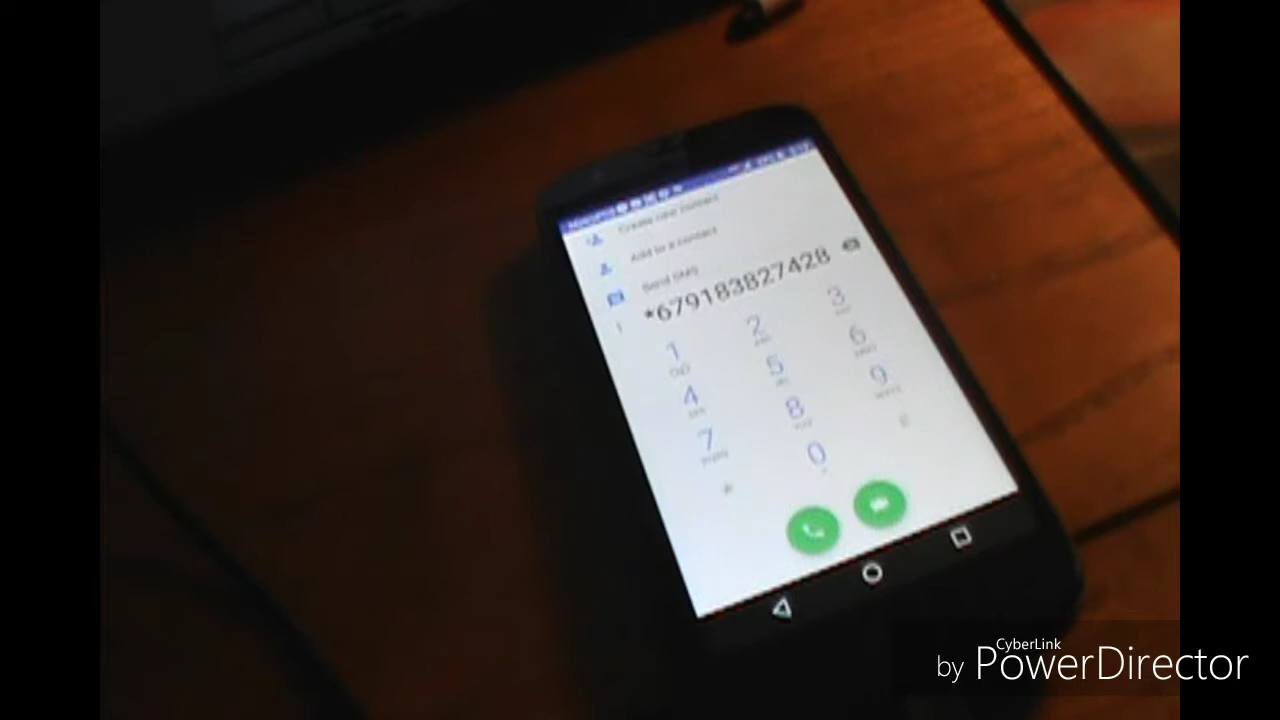 Create new contact
Add to a contact
Send SMS
*679183827428
1 2 3
4 5 6
7 8 9
* 0 #
CyberLink
by PowerDirector